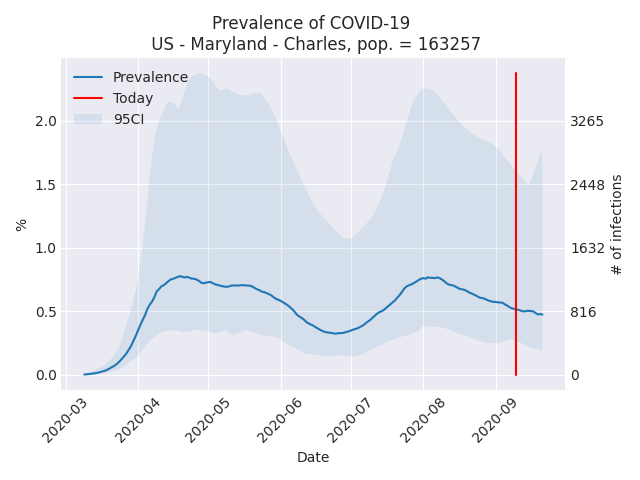 Prevalence of COVID-19
US - Maryland - Charles, pop. = 163257
Prevalence
Today
95CI
2.0
1.5
1.0
0.5
0.0
%
3265
2448
1632
816
0
# of infections
2020-03
2020-04
2020-05
2020-06
2020-07
2020-08
2020-09
Date